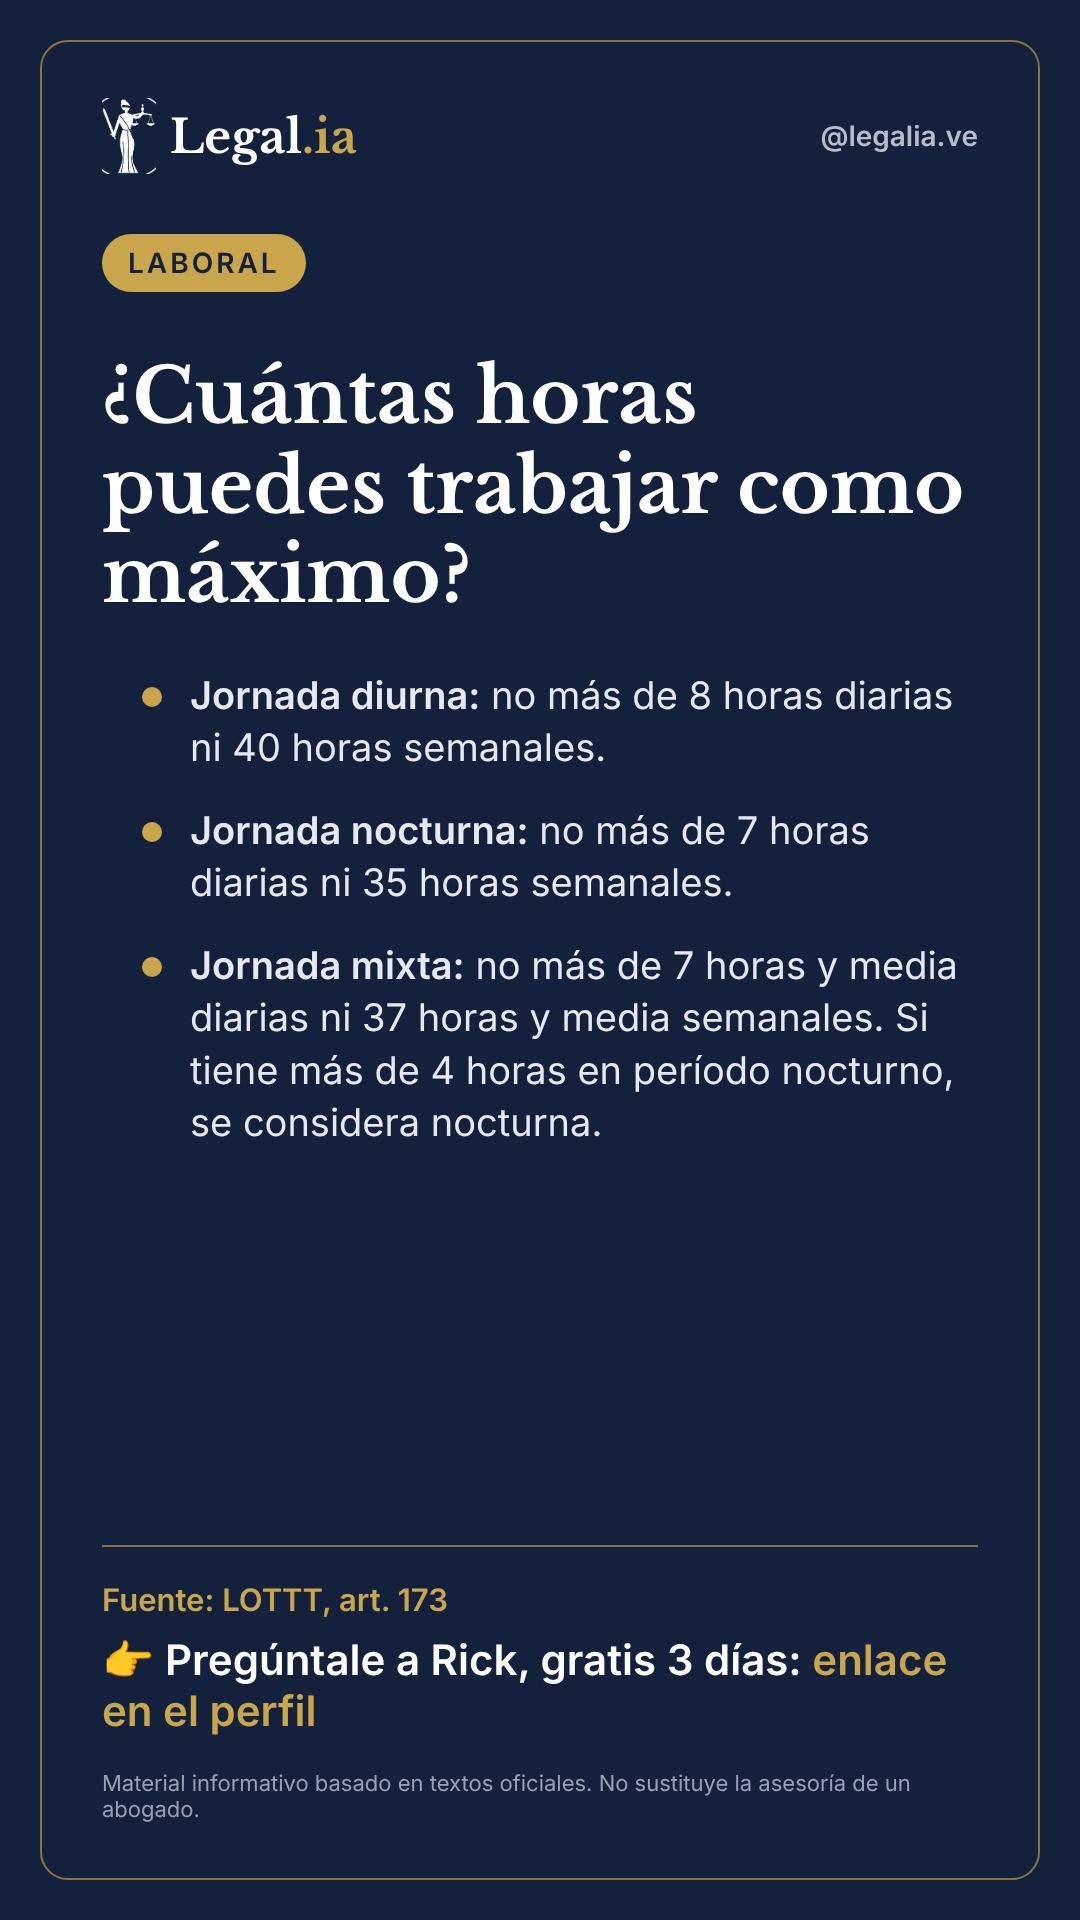 Legal.ia
@legalia.ve
LABORAL
¿Cuántas horas
puedes trabajar como
máximo?
Jornada diurna: no más de 8 horas diarias
ni 40 horas semanales.
Jornada nocturna: no más de 7 horas
diarias ni 35 horas semanales.
Jornada mixta: no más de 7 horas y media
diarias ni 37 horas y media semanales. Si
tiene más de 4 horas en período nocturno,
se considera nocturna.
Fuente: LOTTT, art. 173
👉 Pregúntale a Rick, gratis 3 días: enlace
en el perfil
Material informativo basado en textos oficiales. No sustituye la asesoría de un
abogado.